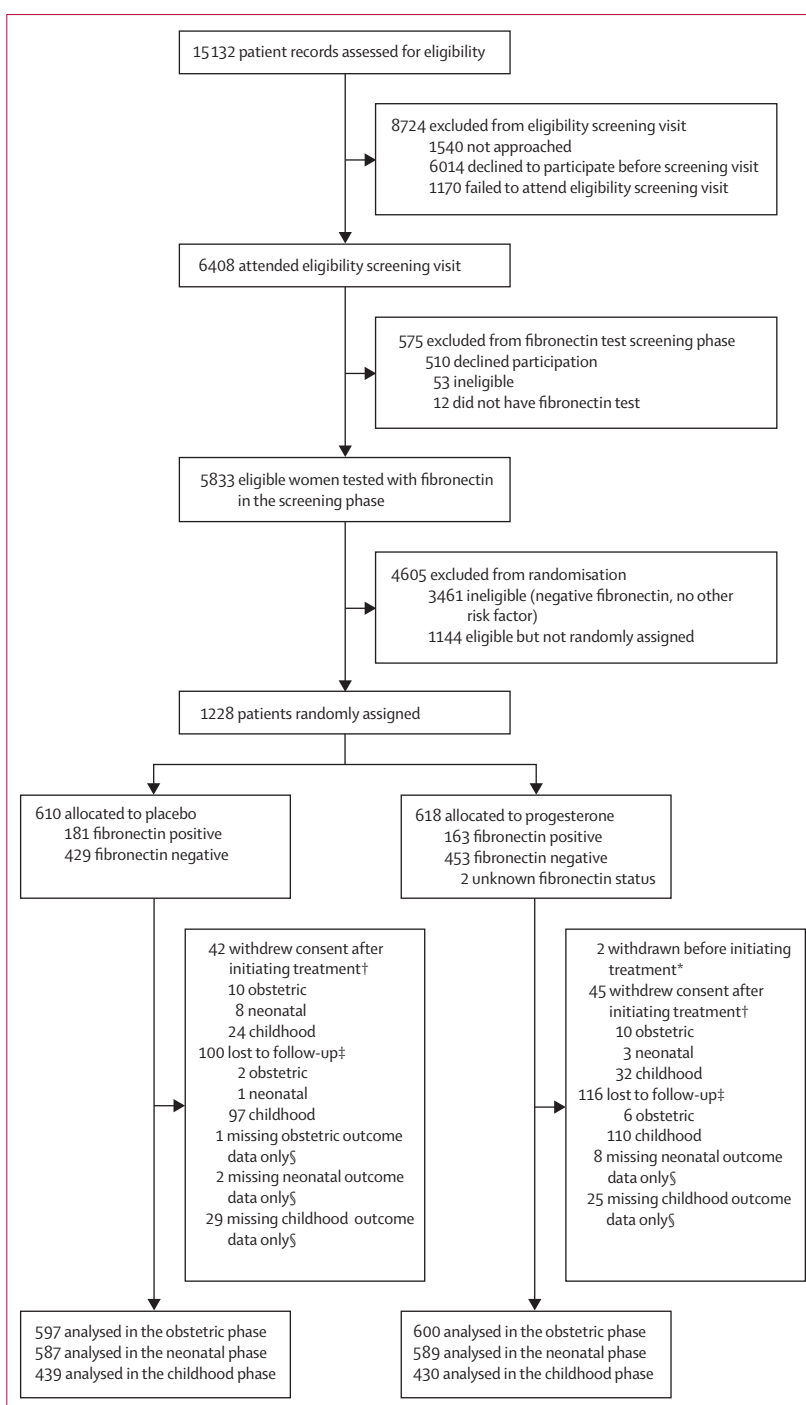 15132 patient records assessed for eligibility
8724 excluded from eligibility screening visit
1540 not approached
6014 declined to participate before screening visit
1170 failed to attend eligibility screening visit
6408 attended eligibility screening visit
575 excluded from fibronectin test screening phase
510 declined participation
53 ineligible
12 did not have fibronectin test
5833 eligible women tested with fibronectin
in the screening phase
4605 excluded from randomisation
3461 ineligible (negative fibronectin, no other
risk factor)
1144 eligible but not randomly assigned
1228 patients randomly assigned
610 allocated to placebo
181 fibronectin positive
429 fibronectin negative
618 allocated to progesterone
163 fibronectin positive
453 fibronectin negative
2 unknown fibronectin status
42 withdrew consent after
initiating treatment†
10 obstetric
8 neonatal
24 childhood
100 lost to follow-up‡
2 obstetric
1 neonatal
97 childhood
1 missing obstetric outcome
data only§
2 missing neonatal outcome
data only§
29 missing childhood outcome
data only§
2 withdrawn before initiating
treatment*
45 withdrew consent after
initiating treatment†
10 obstetric
3 neonatal
32 childhood
116 lost to follow-up‡
6 obstetric
110 childhood
8 missing neonatal outcome
data only§
25 missing childhood outcome
data only§
597 analysed in the obstetric phase
587 analysed in the neonatal phase
439 analysed in the childhood phase
600 analysed in the obstetric phase
589 analysed in the neonatal phase
430 analysed in the childhood phase